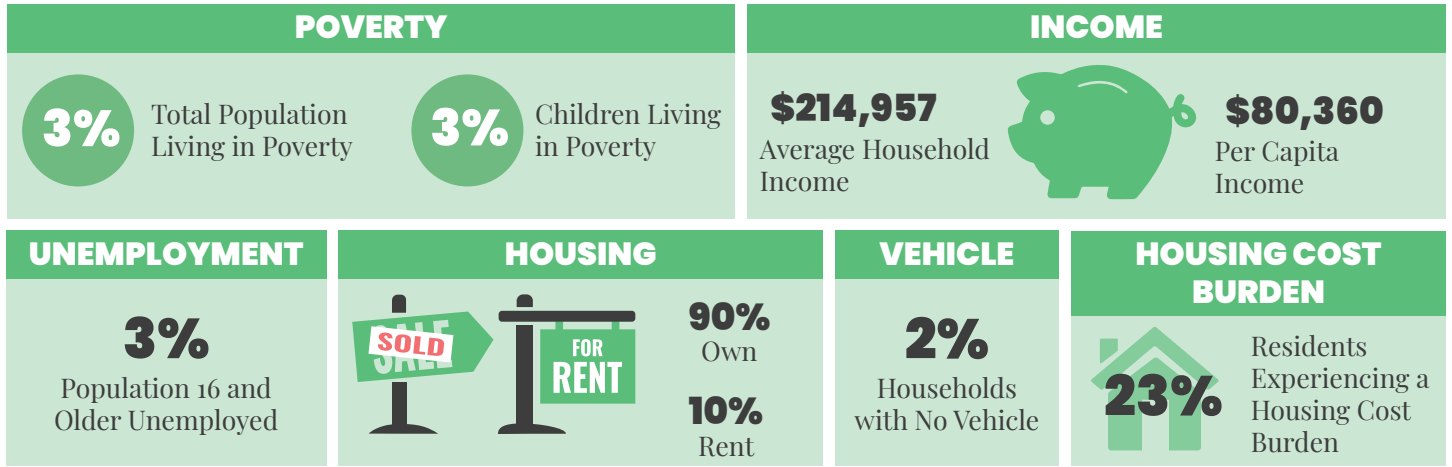 POVERTY
3%
Total Population
Living in Poverty
3%
Children Living
in Poverty
INCOME
$214,957
Average Household
Income
$80,360
Per Capita
Income
UNEMPLOYMENT
3%
Population 16 and
Older Unemployed
HOUSING
SALE
SOLD
FOR
RENT
90%
Own
10%
Rent
VEHICLE
2%
Households
with No Vehicle
HOUSING COST
BURDEN
23%
Residents
Experiencing a
Housing Cost
Burden